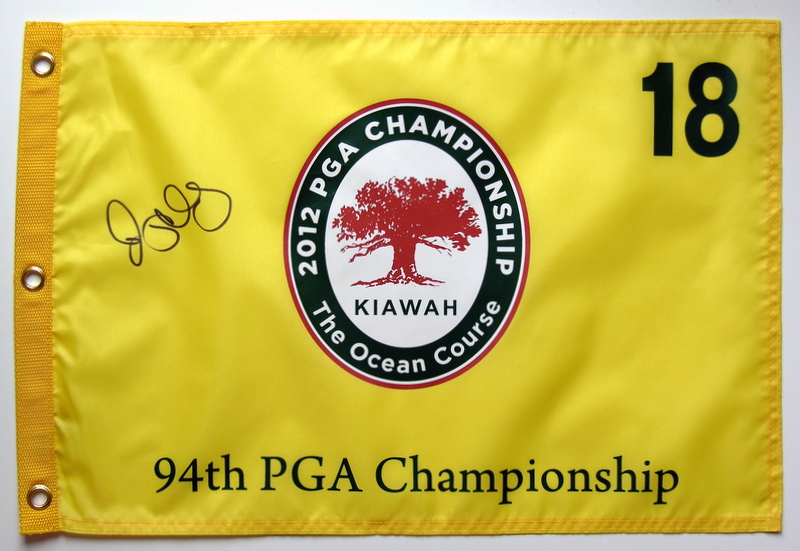 18
2012 PGA CHAMPIONSHIP
KIAWAH
The Ocean Course
94th PGA Championship